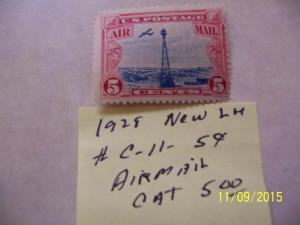 U.S. POSTAGE
AIR MAIL
5 CENTS 5
1928 NEW LH
# C-11- 5¢
AIRMAIL
CAT 5.00
11/09/2015